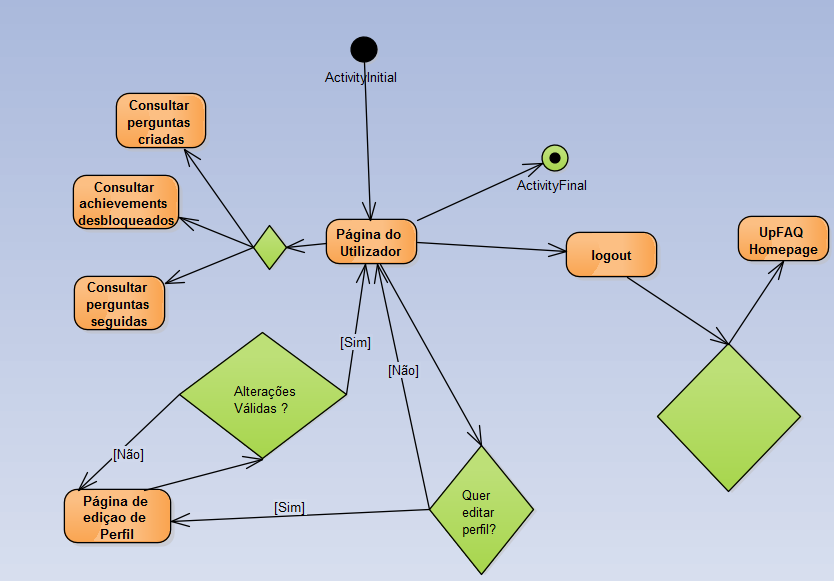 ActivityInitial
Consultar
perguntas
criadas
ActivityFinal
Consultar
achievements
desbloqueados
Página do
Utilizador
logout
UpFAQ
Homepage
Consultar
perguntas
seguidas
[Sim]
[Não]
Alterações
Válidas ?
[Não]
Página de
ediçao de
Perfil
[Sim]
Quer
editar
perfil?